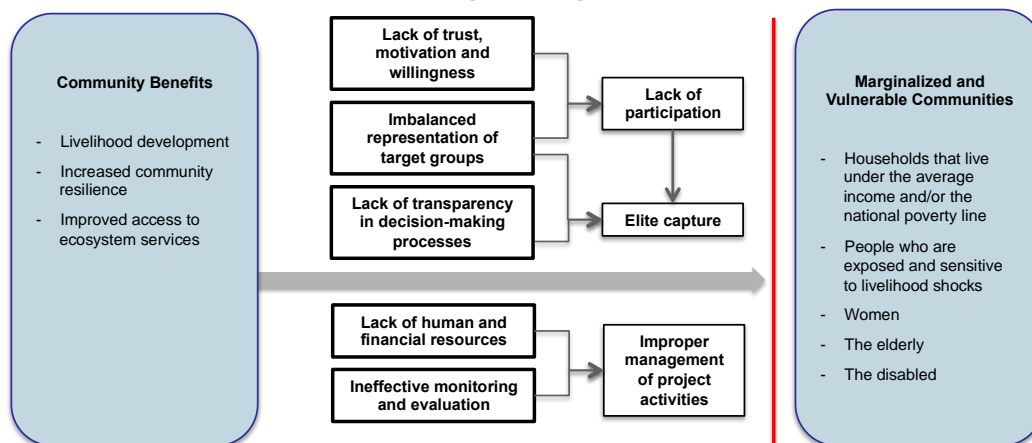 Community Benefits
- Livelihood development
- Increased community
resilience
- Improved access to
ecosystem services
Lack of trust,
motivation and
willingness
Imbalanced
representation of
target groups
Lack of transparency
in decision-making
processes
Lack of
participation
Elite capture
Lack of human and
financial resources
Ineffective monitoring
and evaluation
Improper
management
of project
activities
Marginalized and
Vulnerable Communities
- Households that live
under the average
income and/or the
national poverty line
- People who are
exposed and sensitive
to livelihood shocks
- Women
- The elderly
- The disabled